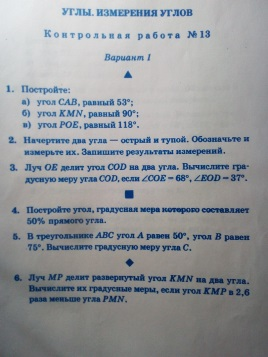 УГЛЫ. ИЗМЕРЕНИЯ УГЛОВ
Контрольная работа № 13
Вариант 1
1. Постройте:
а) угол CAB, равный 53°;
б) угол KMN, равный 90°;
в) угол POE, равный 118°.
2. Начертите два угла — острый и тупой. Обозначьте и
измерьте их. Запишите результаты измерений.
3. Луч OE делит угол COD на два угла. Вычислите гра-
дусную меру угла COD, если ∠COE = 68°, ∠EOD = 37°.
4. Постройте угол, градусная мера которого составляет
50% прямого угла.
5. В треугольнике ABC угол A равен 50°, угол B равен
75°. Вычислите градусную меру угла C.
6. Луч MP делит развернутый угол KMN на два угла.
Вычислите их градусные меры, если угол KMP в 2,6
раза меньше угла PMN.